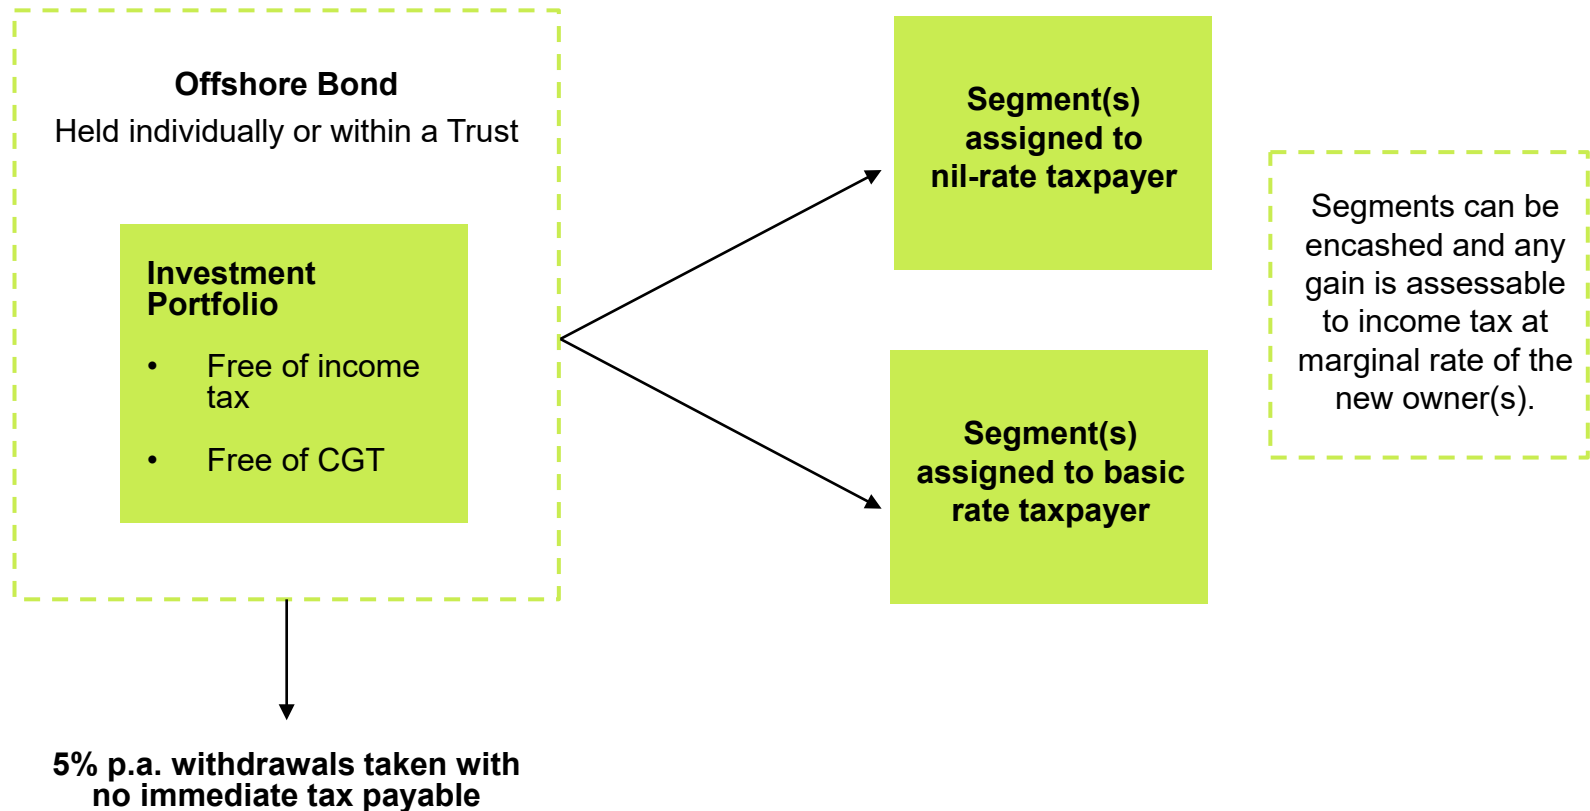 Offshore Bond
Held individually or within a Trust
Investment
Portfolio
• Free of income
tax
• Free of CGT
5% p.a. withdrawals taken with
no immediate tax payable
Segment(s)
assigned to
nil-rate taxpayer
Segment(s)
assigned to basic
rate taxpayer
Segments can be
encashed and any
gain is assessable
to income tax at
marginal rate of the
new owner(s).